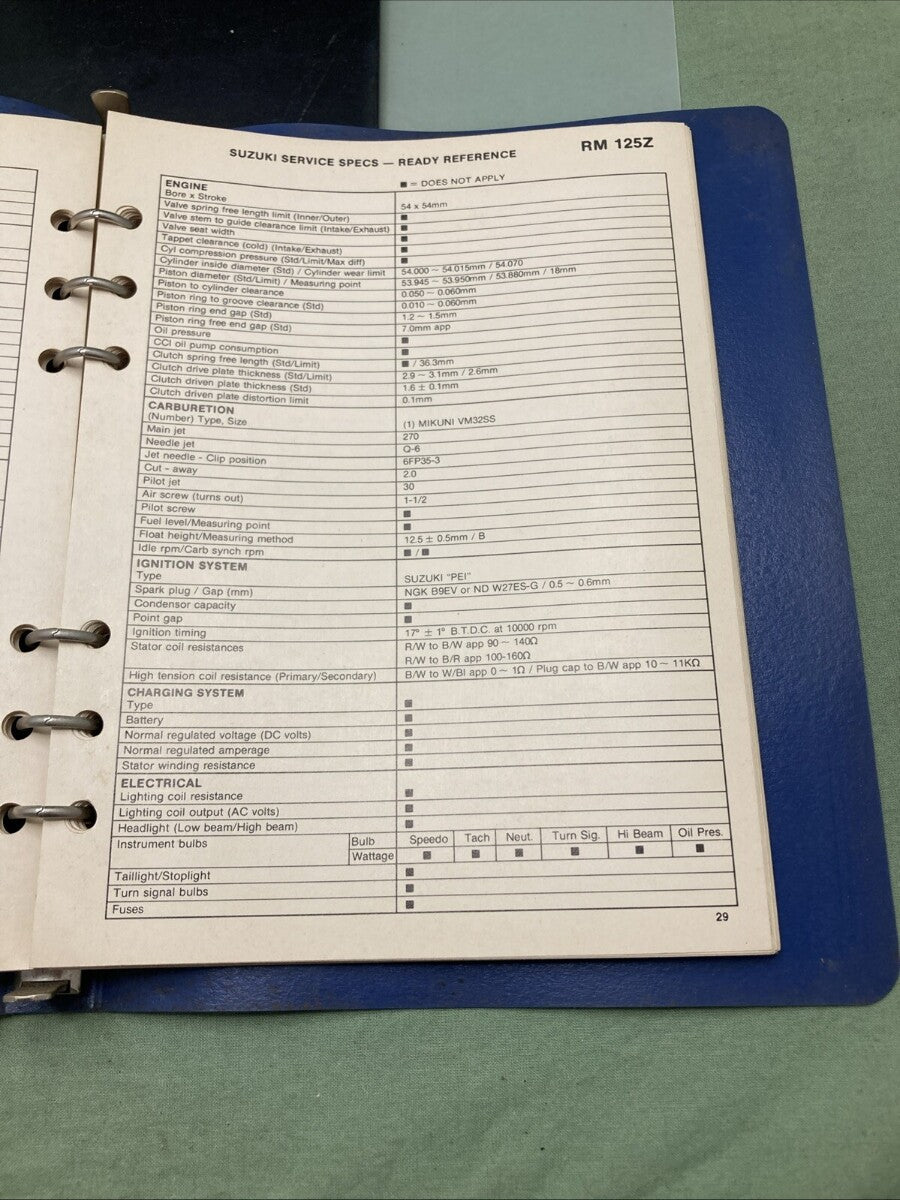 SUZUKI SERVICE SPECS — READY REFERENCE RM 125Z
ENGINE ■ = DOES NOT APPLY
Bore x Stroke 54 x 54mm
Valve spring free length limit (Inner/Outer) ■
Valve stem to guide clearance limit (Intake/Exhaust) ■
Valve seat width ■
Tappet clearance (cold) (Intake/Exhaust) ■
Cyl compression pressure (Std/Limit/Max diff) ■
Cylinder inside diameter (Std) / Cylinder wear limit 54.000 ~ 54.015mm / 54.070
Piston diameter (Std/Limit) / Measuring point 53.945 ~ 53.950mm / 53.880mm / 18mm
Piston to cylinder clearance 0.050 ~ 0.060mm
Piston ring to groove clearance (Std) 0.010 ~ 0.060mm
Piston ring end gap (Std) 1.2 ~ 1.5mm
Piston ring free end gap (Std) 7.0mm app
Oil pressure ■
CCI oil pump consumption ■
Clutch spring free length (Std/Limit) ■ / 36.3mm
Clutch drive plate thickness (Std/Limit) 2.9 ~ 3.1mm / 2.6mm
Clutch driven plate thickness (Std) 1.6 ± 0.1mm
Clutch driven plate distortion limit 0.1mm
CARBURETION
(Number) Type, Size (1) MIKUNI VM32SS
Main jet 270
Needle jet Q-6
Jet needle - Clip position 6FP35-3
Cut - away 2.0
Pilot jet 30
Air screw (turns out) 1-1/2
Pilot screw ■
Fuel level/Measuring point ■
Float height/Measuring method 12.5 ± 0.5mm / B
Idle rpm/Carb synch rpm ■ / ■
IGNITION SYSTEM
Type SUZUKI "PEI"
Spark plug / Gap (mm) NGK B9EV or ND W27ES-G / 0.5 ~ 0.6mm
Condensor capacity ■
Point gap ■
Ignition timing 17° ± 1° B.T.D.C. at 10000 rpm
Stator coil resistances R/W to B/W app 90 ~ 140Ω
R/W to B/R app 100-160Ω
High tension coil resistance (Primary/Secondary) B/W to W/Bl app 0 ~ 1Ω / Plug cap to B/W app 10 ~ 11KΩ
CHARGING SYSTEM
Type ■
Battery ■
Normal regulated voltage (DC volts) ■
Normal regulated amperage ■
Stator winding resistance ■
ELECTRICAL
Lighting coil resistance ■
Lighting coil output (AC volts) ■
Headlight (Low beam/High beam) ■
Instrument bulbs Bulb Speedo Tach Neut. Turn Sig. Hi Beam Oil Pres.
Wattage ■ ■ ■ ■ ■ ■
Taillight/Stoplight ■
Turn signal bulbs ■
Fuses ■
29